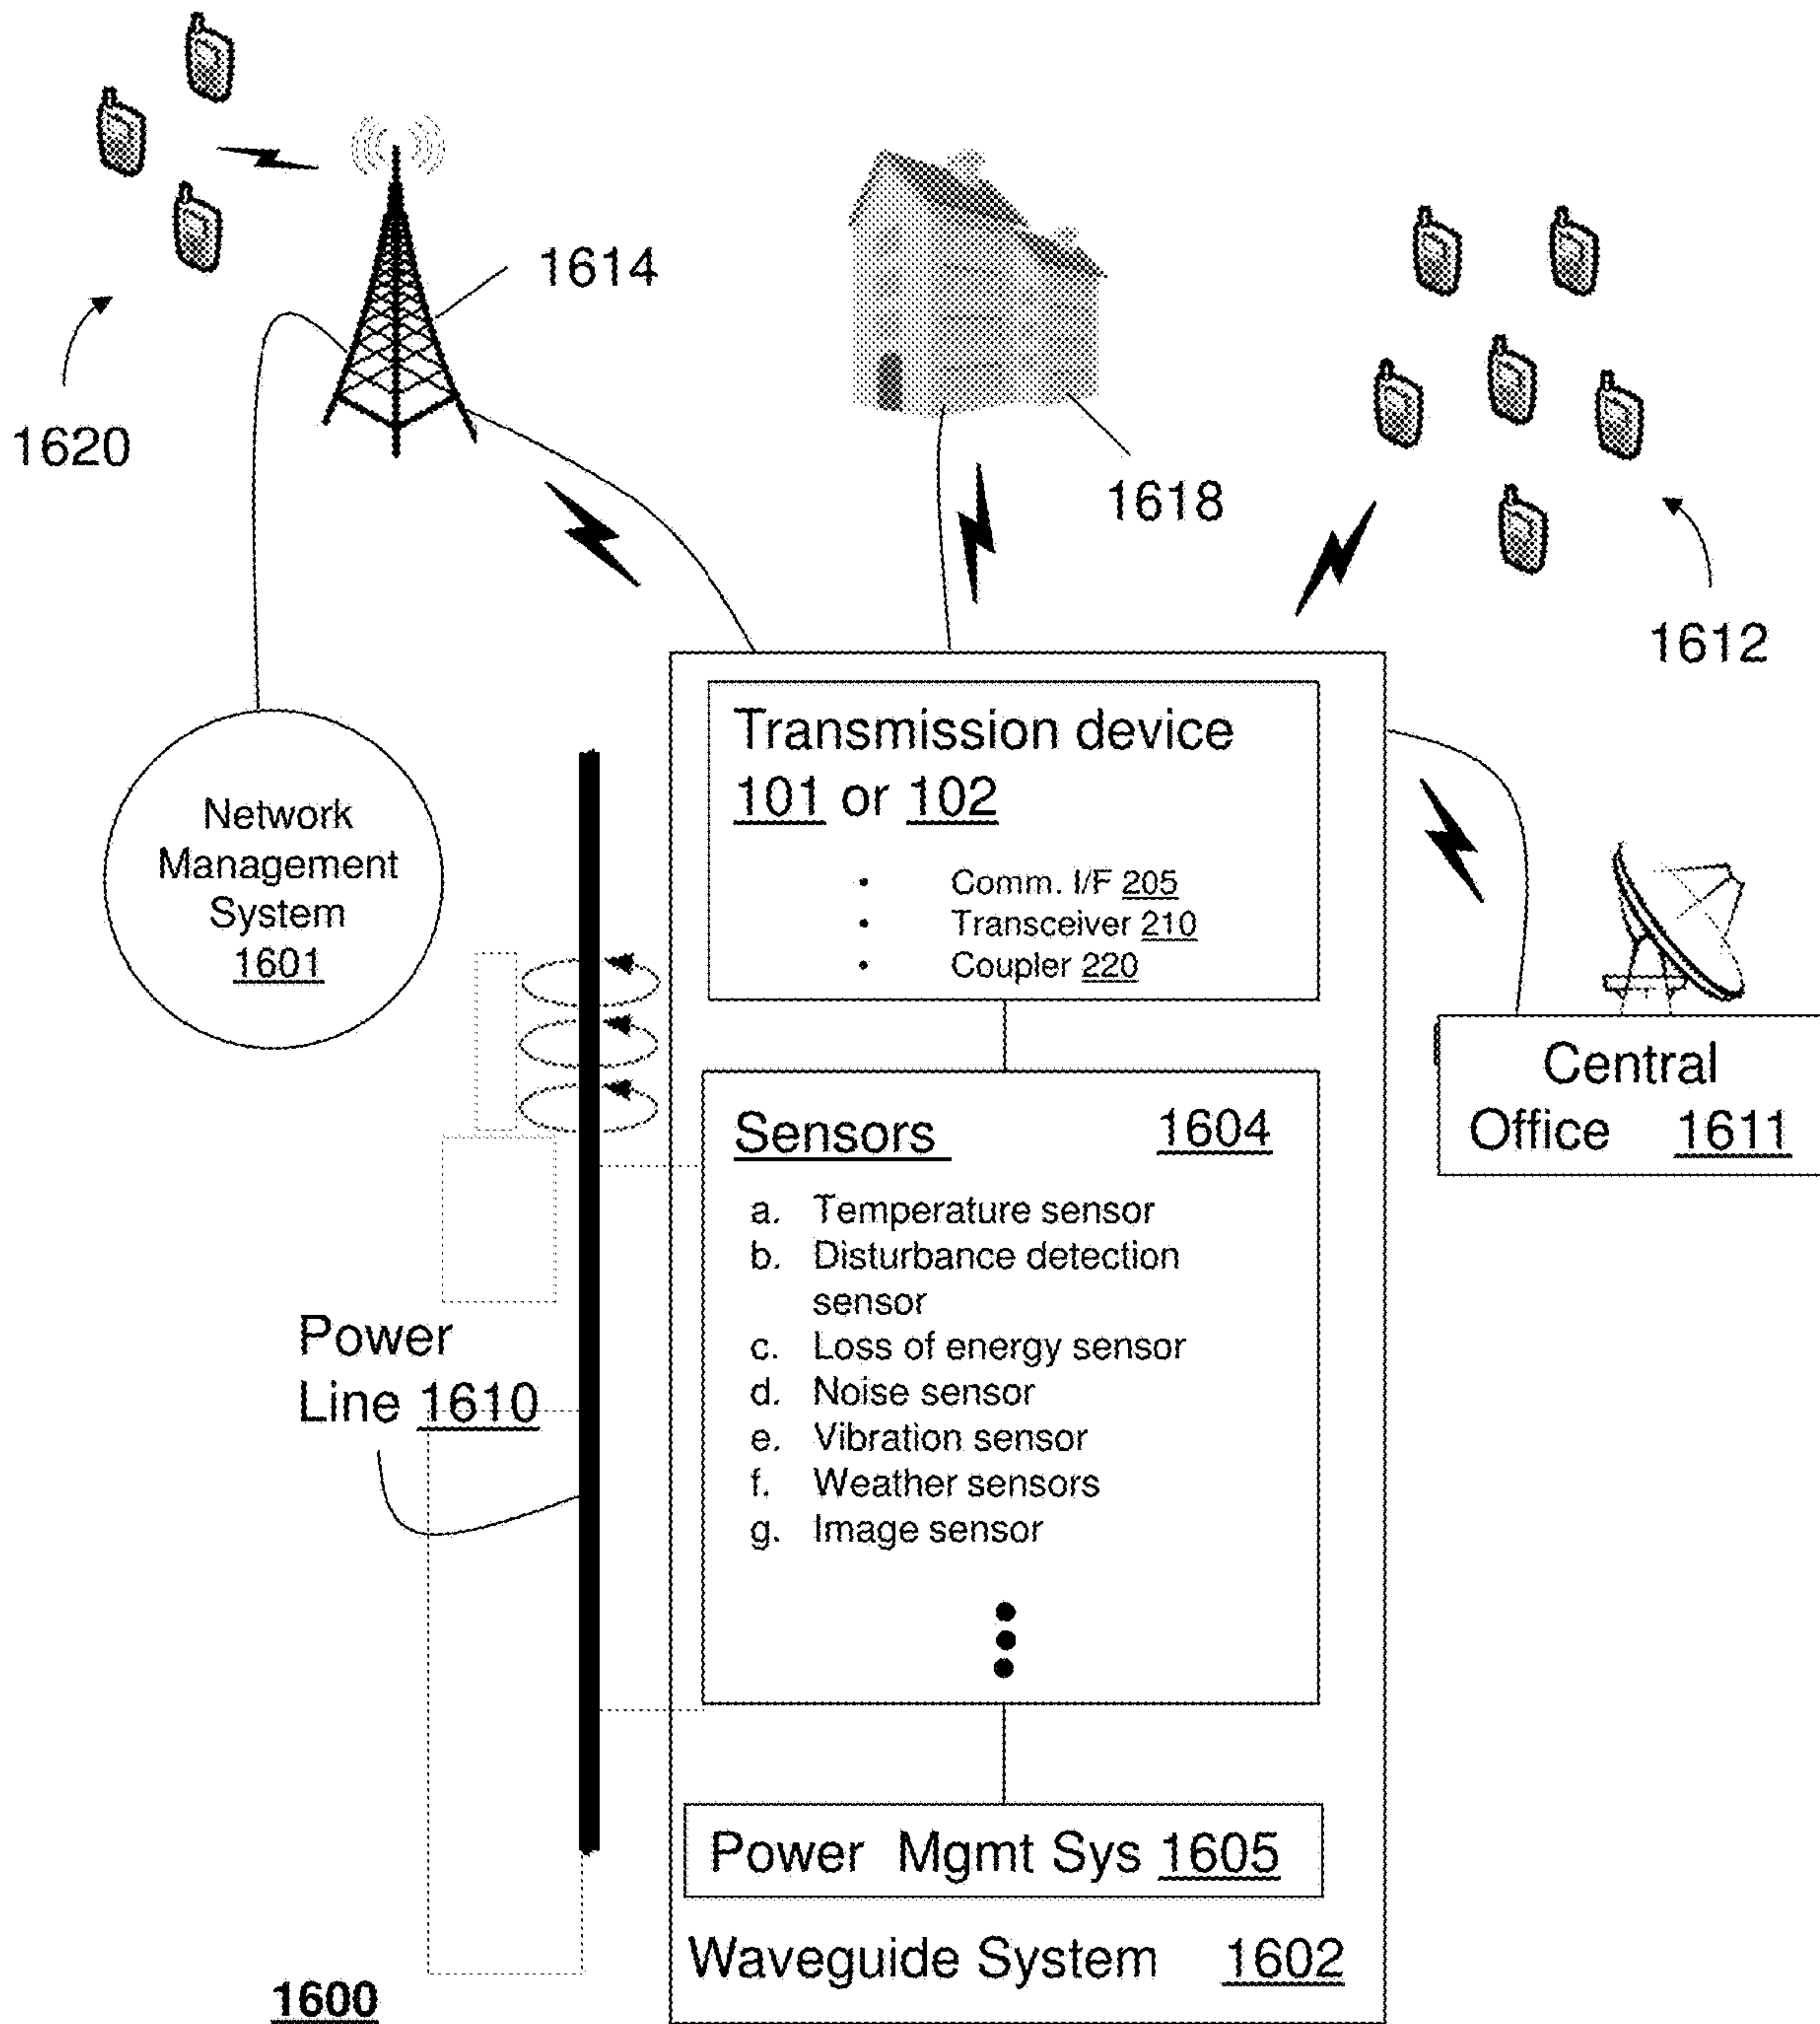 1614
1620
1618
1612
Network
Management
System
1601
Transmission device
101 or 102
• Comm. I/F 205
• Transceiver 210
• Coupler 220
Central
Office 1611
Sensors 1604
a. Temperature sensor
b. Disturbance detection
sensor
c. Loss of energy sensor
d. Noise sensor
e. Vibration sensor
f. Weather sensors
g. Image sensor
Power
Line 1610
Power Mgmt Sys 1605
Waveguide System 1602
1600